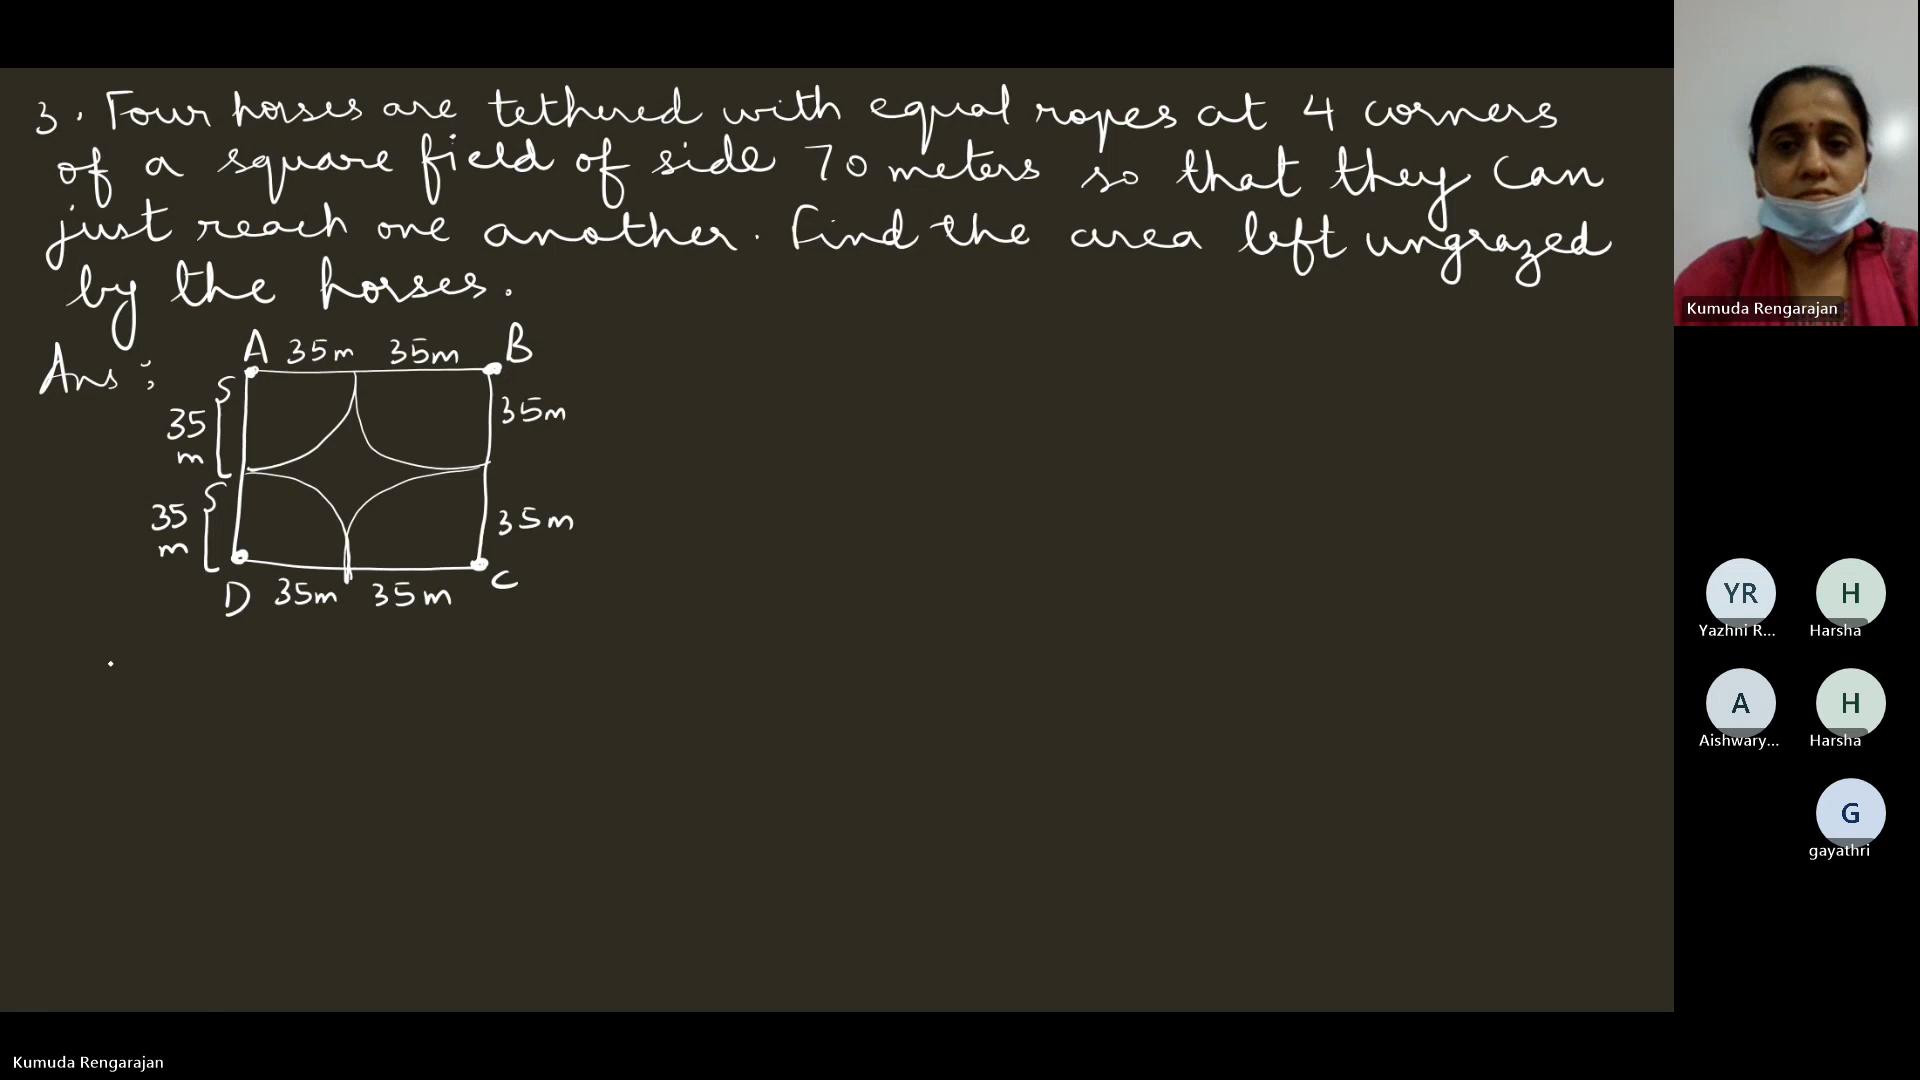 3. Four horses are tethered with equal ropes at 4 corners
of a square field of side 70 meters so that they can
just reach one another. Find the area left ungrazed
by the horses.
Ans :
A 35m 35m B
35m
35
m
35m
35
m
D 35m 35m C
Kumuda Rengarajan
YR
Yazhni R...
H
Harsha
A
Aishwary...
H
Harsha
G
gayathri
Kumuda Rengarajan